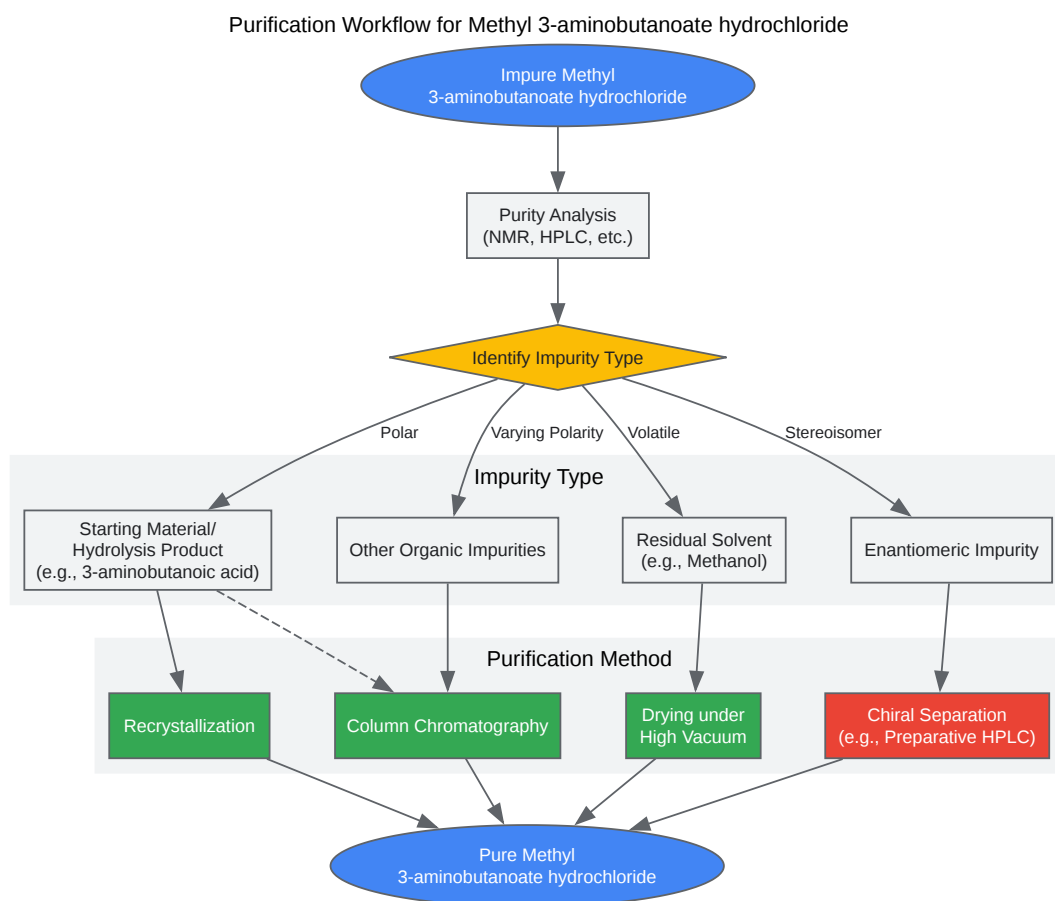 Purification Workflow for Methyl 3-aminobutanoate hydrochloride
Impure Methyl
3-aminobutanoate hydrochloride
Purity Analysis
(NMR, HPLC, etc.)
Identify Impurity Type
Polar
Varying Polarity
Volatile
Stereoisomer
Impurity Type
Starting Material/
Hydrolysis Product
(e.g., 3-aminobutanoic acid)
Other Organic Impurities
Residual Solvent
(e.g., Methanol)
Enantiomeric Impurity
Purification Method
Recrystallization
Column Chromatography
Drying under
High Vacuum
Chiral Separation
(e.g., Preparative HPLC)
Pure Methyl
3-aminobutanoate hydrochloride